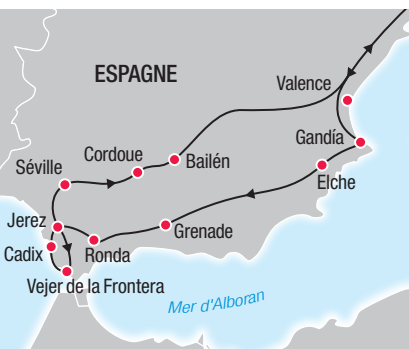 ESPAGNE
Valence
Gandía
Cordoue
Bailén
Séville
Elche
Jerez
Grenade
Cadix
Ronda
Vejer de la Frontera
Mer d'Alboran